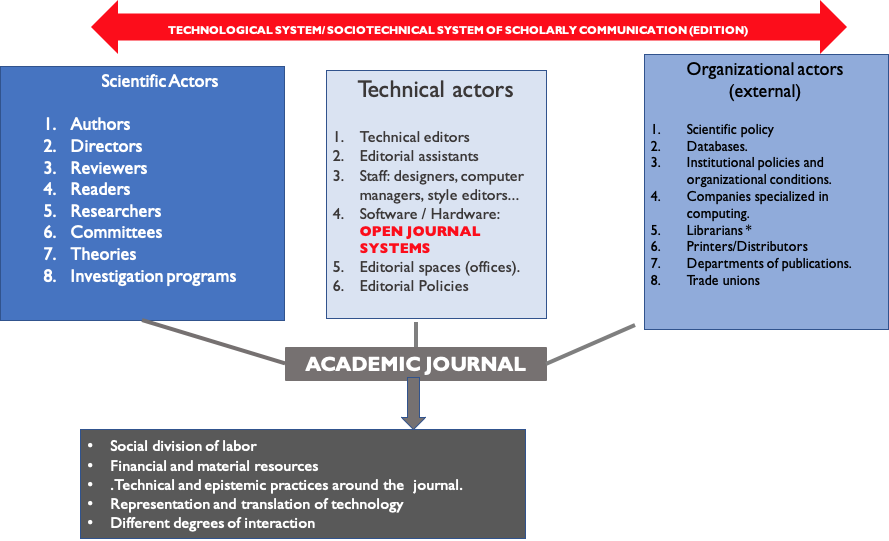 TECHNOLOGICAL SYSTEM/ SOCIOTECHNICAL SYSTEM OF SCHOLARLY COMMUNICATION (EDITION)
Scientific Actors
1. Authors
2. Directors
3. Reviewers
4. Readers
5. Researchers
6. Committees
7. Theories
8. Investigation programs
Technical actors
1. Technical editors
2. Editorial assistants
3. Staff: designers, computer
managers, style editors...
4. Software / Hardware:
OPEN JOURNAL
SYSTEMS
5. Editorial spaces (offices).
6. Editorial Policies
Organizational actors
(external)
1. Scientific policy
2. Databases.
3. Institutional policies and
organizational conditions.
4. Companies specialized in
computing.
5. Librarians *
6. Printers/Distributors
7. Departments of publications.
8. Trade unions
ACADEMIC JOURNAL
• Social division of labor
• Financial and material resources
• .Technical and epistemic practices around the journal.
• Representation and translation of technology
• Different degrees of interaction